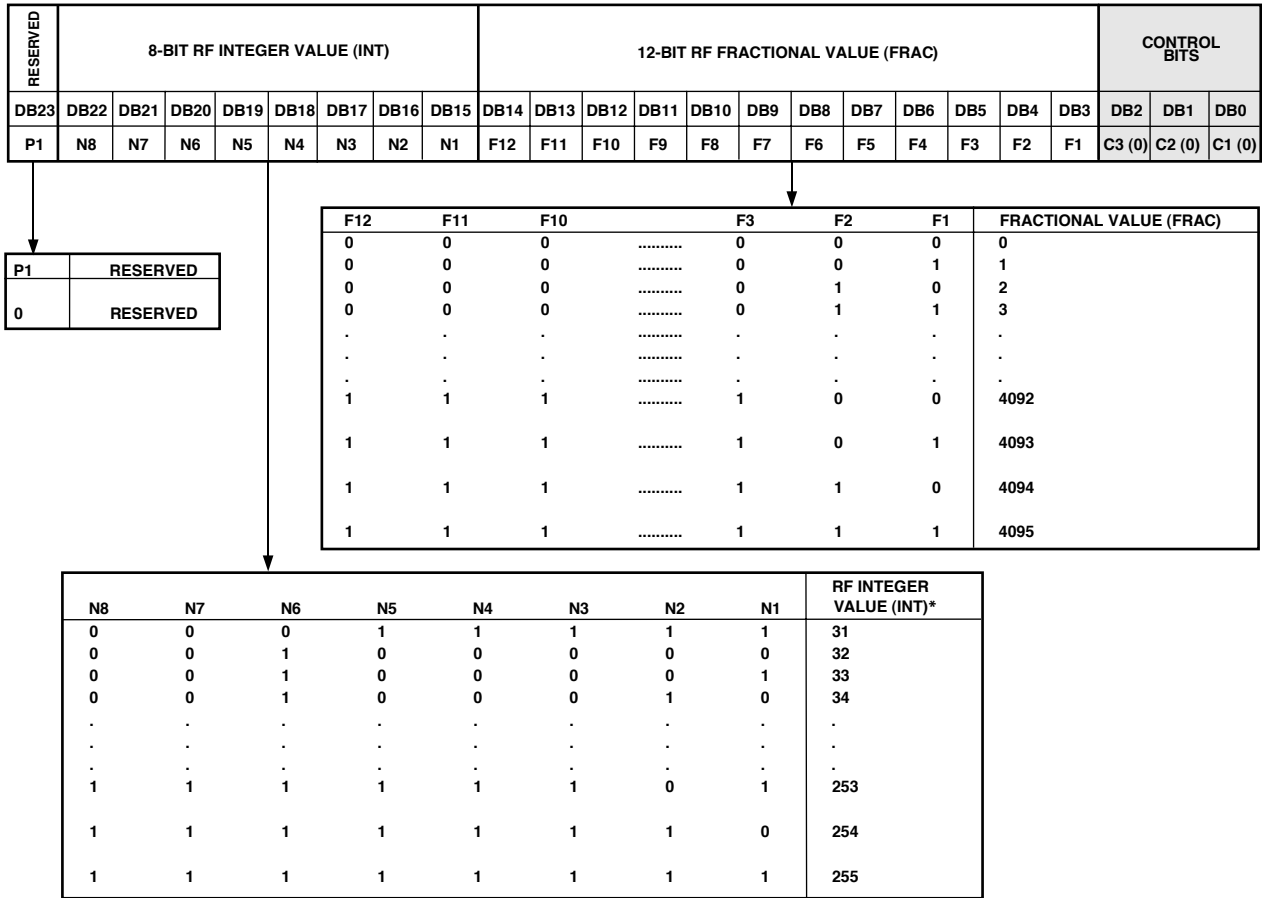 RESERVED
8-BIT RF INTEGER VALUE (INT)
12-BIT RF FRACTIONAL VALUE (FRAC)
CONTROL
BITS
DB23 DB22 DB21 DB20 DB19 DB18 DB17 DB16 DB15 DB14 DB13 DB12 DB11 DB10 DB9 DB8 DB7 DB6 DB5 DB4 DB3 DB2 DB1 DB0
P1 N8 N7 N6 N5 N4 N3 N2 N1 F12 F11 F10 F9 F8 F7 F6 F5 F4 F3 F2 F1 C3 (0) C2 (0) C1 (0)
F12 F11 F10 F3 F2 F1 FRACTIONAL VALUE (FRAC)
0 0 0 .......... 0 0 0 0
0 0 0 .......... 0 0 1 1
0 0 0 .......... 0 1 0 2
0 0 0 .......... 0 1 1 3
. . . .......... . . . .
. . . .......... . . . .
. . . .......... . . . .
1 1 1 .......... 1 0 0 4092
1 1 1 .......... 1 0 1 4093
1 1 1 .......... 1 1 0 4094
1 1 1 .......... 1 1 1 4095
P1 RESERVED
0 RESERVED
RF INTEGER
N8 N7 N6 N5 N4 N3 N2 N1 VALUE (INT)*
0 0 0 1 1 1 1 1 31
0 0 1 0 0 0 0 0 32
0 0 1 0 0 0 0 1 33
0 0 1 0 0 0 1 0 34
. . . . . . . . .
. . . . . . . . .
. . . . . . . . .
1 1 1 1 1 1 0 1 253
1 1 1 1 1 1 1 0 254
1 1 1 1 1 1 1 1 255